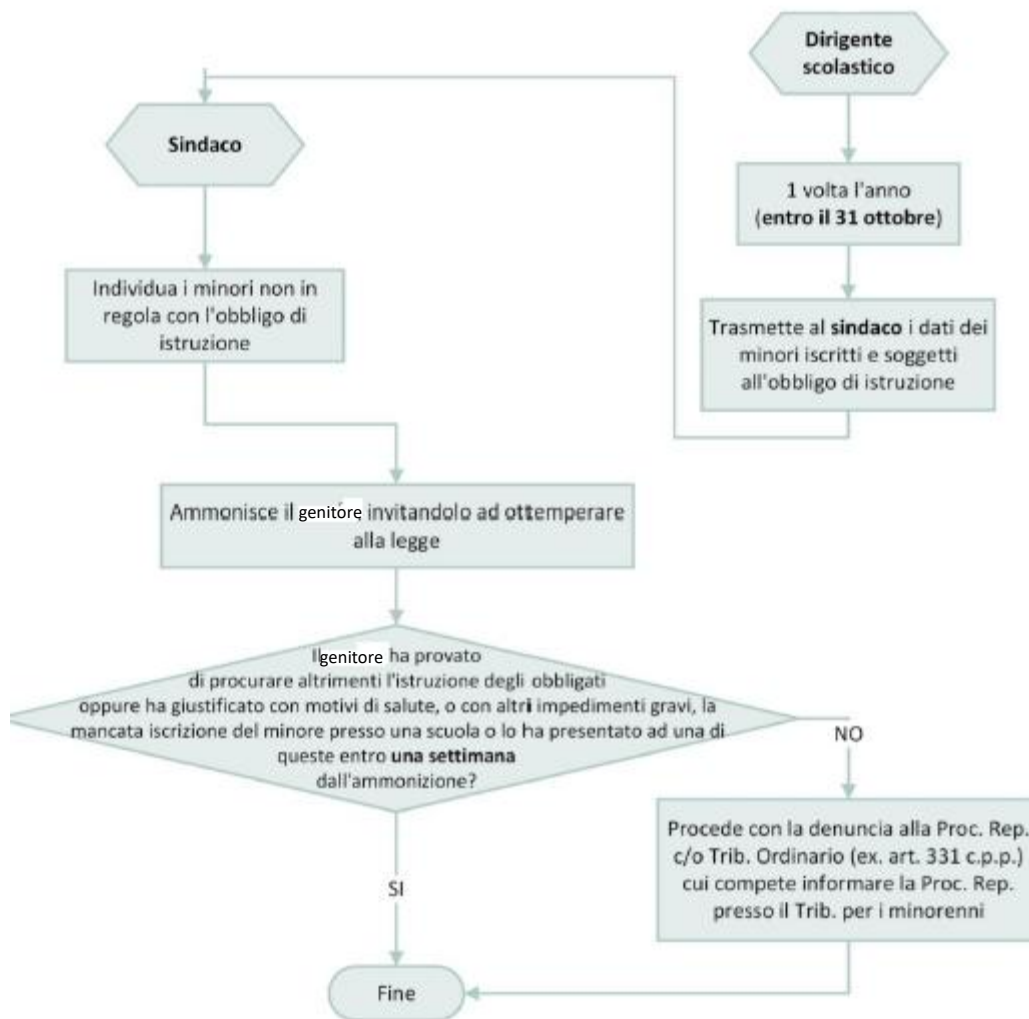 Dirigente
scolastico
1 volta l'anno
(entro il 31 ottobre)
Trasmette al sindaco i dati dei
minori iscritti e soggetti
all'obbligo di istruzione
Sindaco
Individua i minori non in
regola con l'obbligo di
istruzione
Ammonisce il genitore, invitandolo ad ottemperare
alla legge
Il genitore ha provato
di procurare altrimenti l'istruzione degli obbligati
oppure ha giustificato con motivi di salute, o con altri impedimenti gravi, la
mancata iscrizione del minore presso una scuola o lo ha presentato ad una di
queste entro una settimana
dall'ammonizione?
NO
Procede con la denuncia alla Proc. Rep.
c/o Trib. Ordinario (ex. art. 331 c.p.p.)
cui compete informare la Proc. Rep.
presso il Trib. per i minorenni
SI
Fine